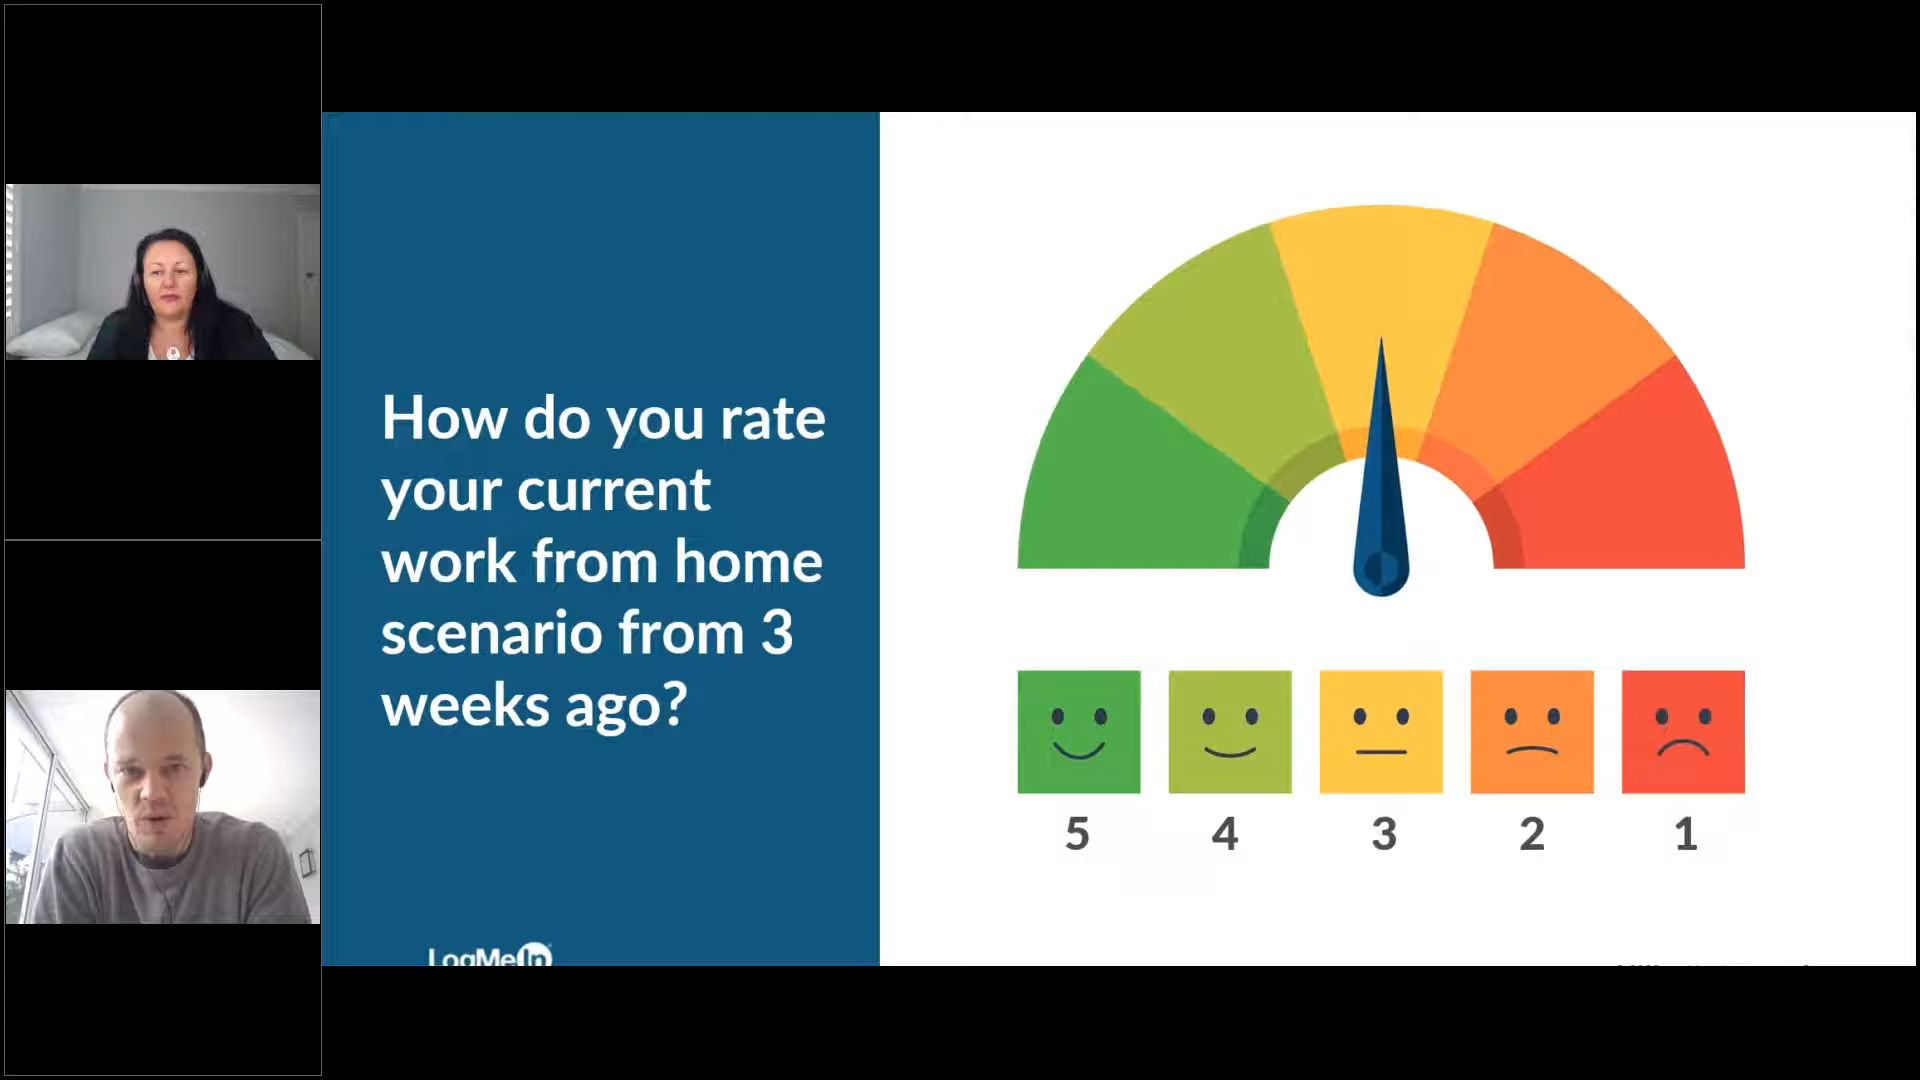 How do you rate
your current
work from home
scenario from 3
weeks ago?
5 4 3 2 1
LogMeIn